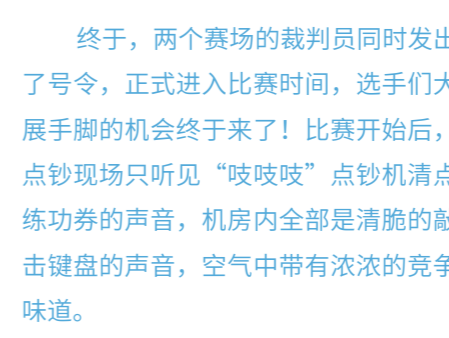 终于，两个赛场的裁判员同时发出
了号令，正式进入比赛时间，选手们大
展手脚的机会终于来了！比赛开始后，
点钞现场只听见“吱吱吱”点钞机清点
练功券的声音，机房内全部是清脆的敲
击键盘的声音，空气中带有浓浓的竞争
味道。